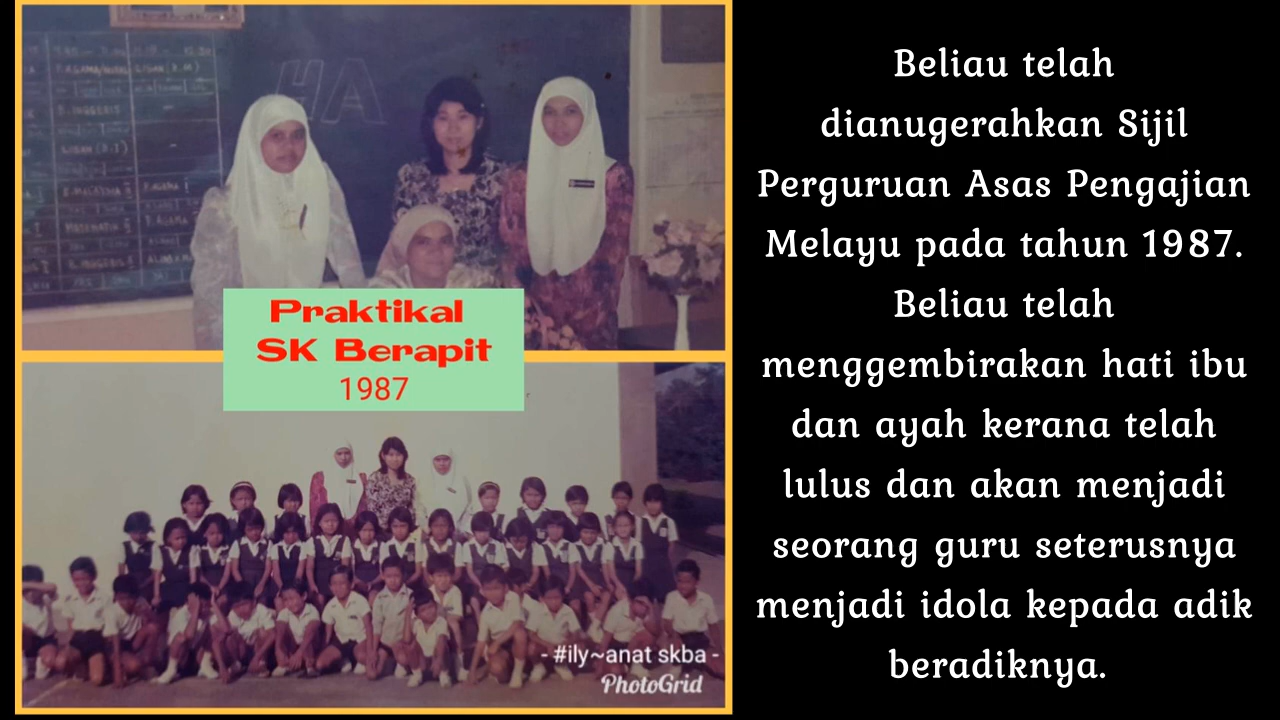 HA
Praktikal
SK Berapit
1987
- #ily~anat skba -
PhotoGrid
Beliau telah
dianugerahkan Sijil
Perguruan Asas Pengajian
Melayu pada tahun 1987.
Beliau telah
menggembirakan hati ibu
dan ayah kerana telah
lulus dan akan menjadi
seorang guru seterusnya
menjadi idola kepada adik
beradiknya.